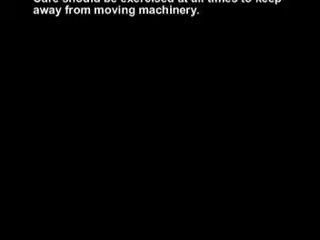 Care should be exercised at all times to keep
away from moving machinery.